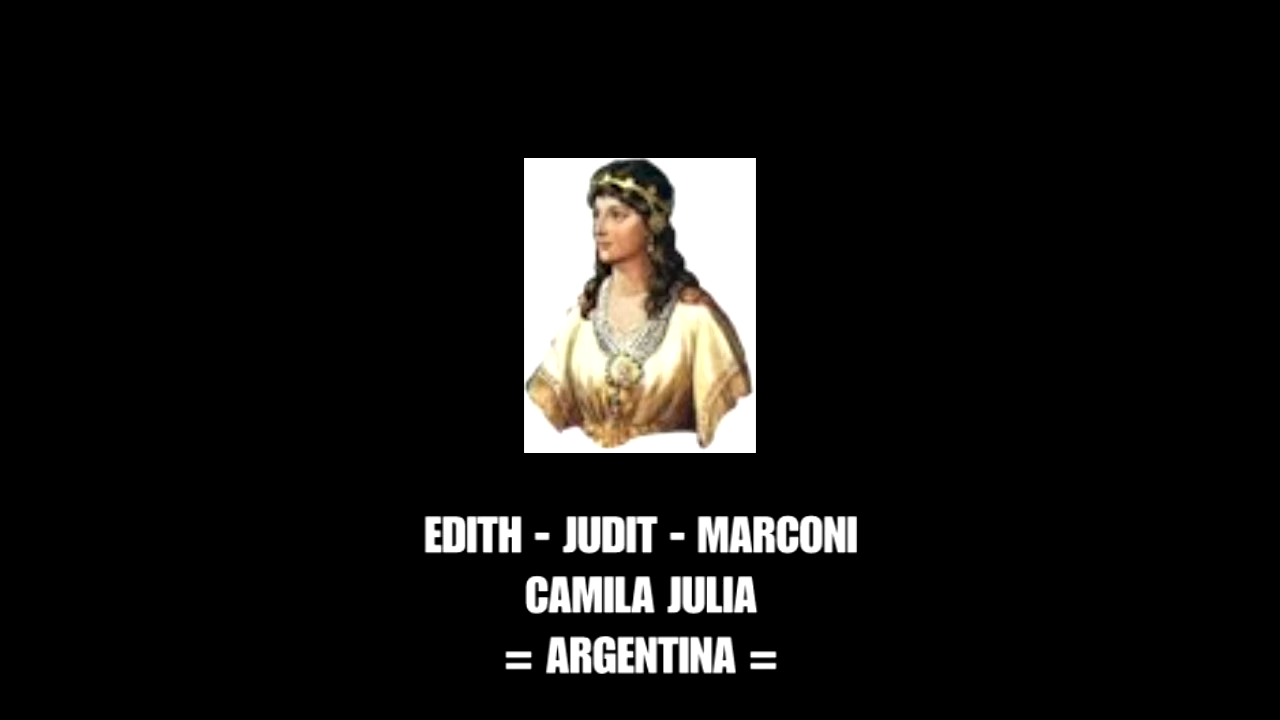 EDITH - JUDIT - MARCONI
CAMILA JULIA
= ARGENTINA =